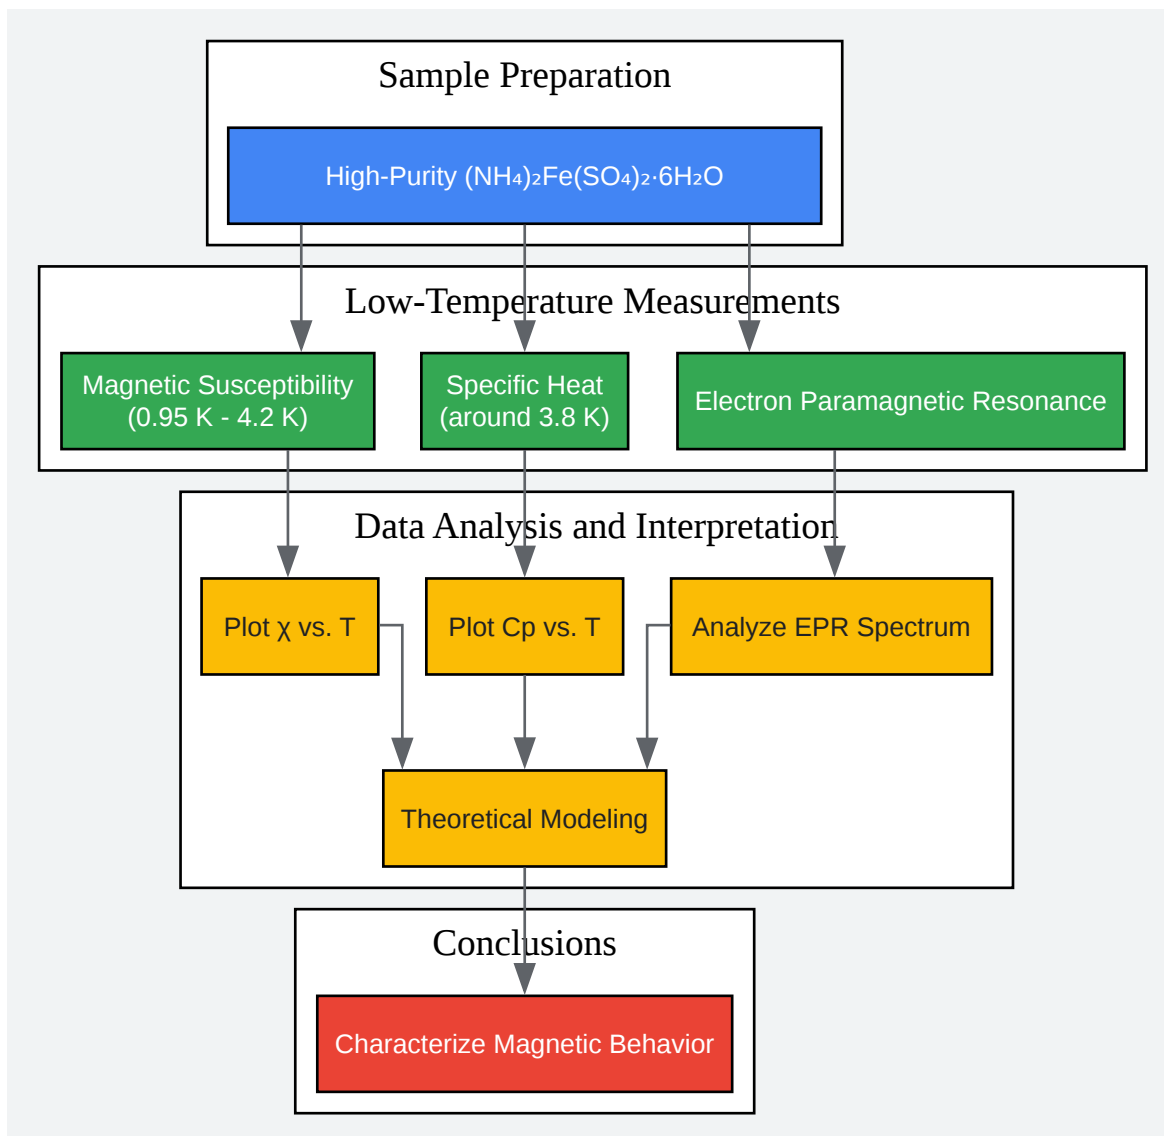 Sample Preparation
High-Purity (NH₄)₂Fe(SO₄)₂·6H₂O
Low-Temperature Measurements
Magnetic Susceptibility
(0.95 K - 4.2 K)
Specific Heat
(around 3.8 K)
Electron Paramagnetic Resonance
Data Analysis and Interpretation
Plot χ vs. T
Plot Cp vs. T
Analyze EPR Spectrum
Theoretical Modeling
Conclusions
Characterize Magnetic Behavior